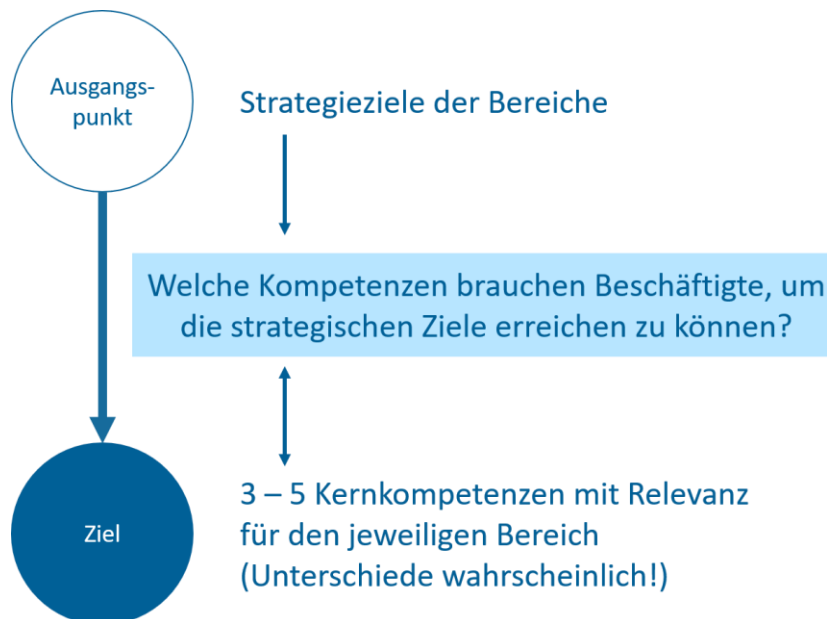 Ausgangs-
punkt
Strategieziele der Bereiche
Welche Kompetenzen brauchen Beschäftigte, um
die strategischen Ziele erreichen zu können?
Ziel
3 – 5 Kernkompetenzen mit Relevanz
für den jeweiligen Bereich
(Unterschiede wahrscheinlich!)